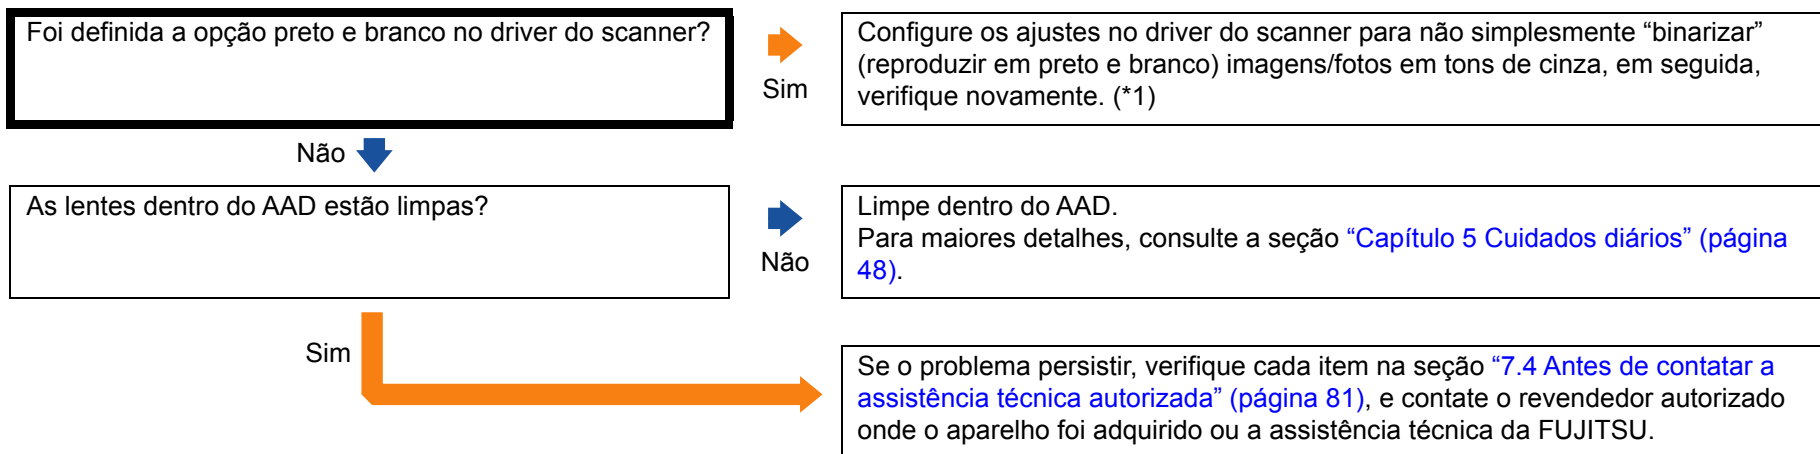 Foi definida a opção preto e branco no driver do scanner?
Sim
Configure os ajustes no driver do scanner para não simplesmente “binarizar”
(reproduzir em preto e branco) imagens/fotos em tons de cinza, em seguida,
verifique novamente. (*1)
Não
As lentes dentro do AAD estão limpas?
Não
Limpe dentro do AAD.
Para maiores detalhes, consulte a seção “Capítulo 5 Cuidados diários” (página
48).
Sim
Se o problema persistir, verifique cada item na seção “7.4 Antes de contatar a
assistência técnica autorizada” (página 81), e contate o revendedor autorizado
onde o aparelho foi adquirido ou a assistência técnica da FUJITSU.